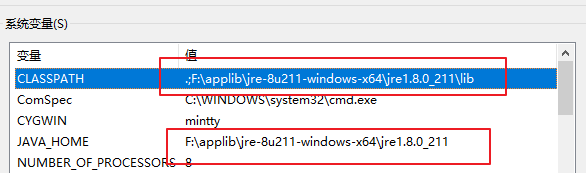 系统变量(S)
变量 值
CLASSPATH .;F:\applib\jre-8u211-windows-x64\jre1.8.0_211\lib
ComSpec C:\WINDOWS\system32\cmd.exe
CYGWIN mintty
JAVA_HOME F:\applib\jre-8u211-windows-x64\jre1.8.0_211
NUMBER_OF_PROCESSORS 8